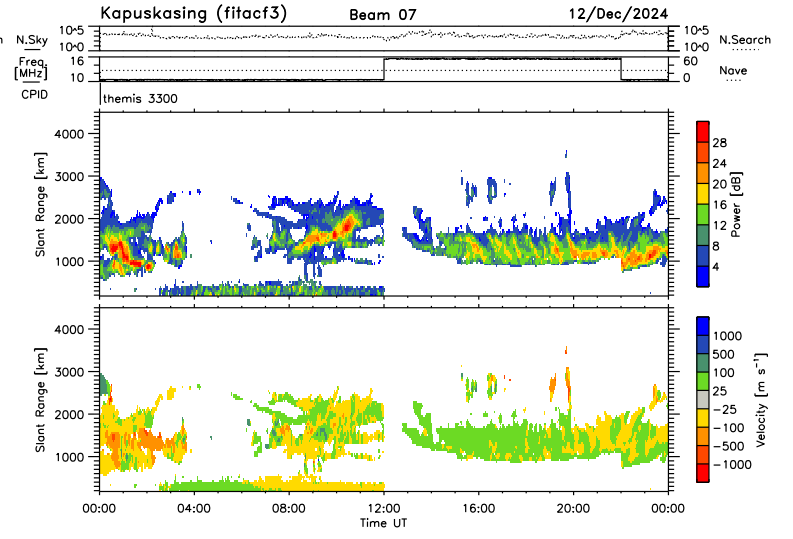 Kapuskasing (fitacf3) Beam 07 12/Dec/2024
N.Sky 10^5 10^0 10^5 10^0 N.Search
Freq. [MHz] 16 10 60 0 Nave
CPID themis 3300
Slant Range [km] 4000 3000 2000 1000
Power [dB] 28 24 20 16 12 8 4
Slant Range [km] 4000 3000 2000 1000
Velocity [m s⁻¹] 1000 500 100 25 −25 −100 −500 −1000
00:00 04:00 08:00 12:00 16:00 20:00 00:00
Time UT